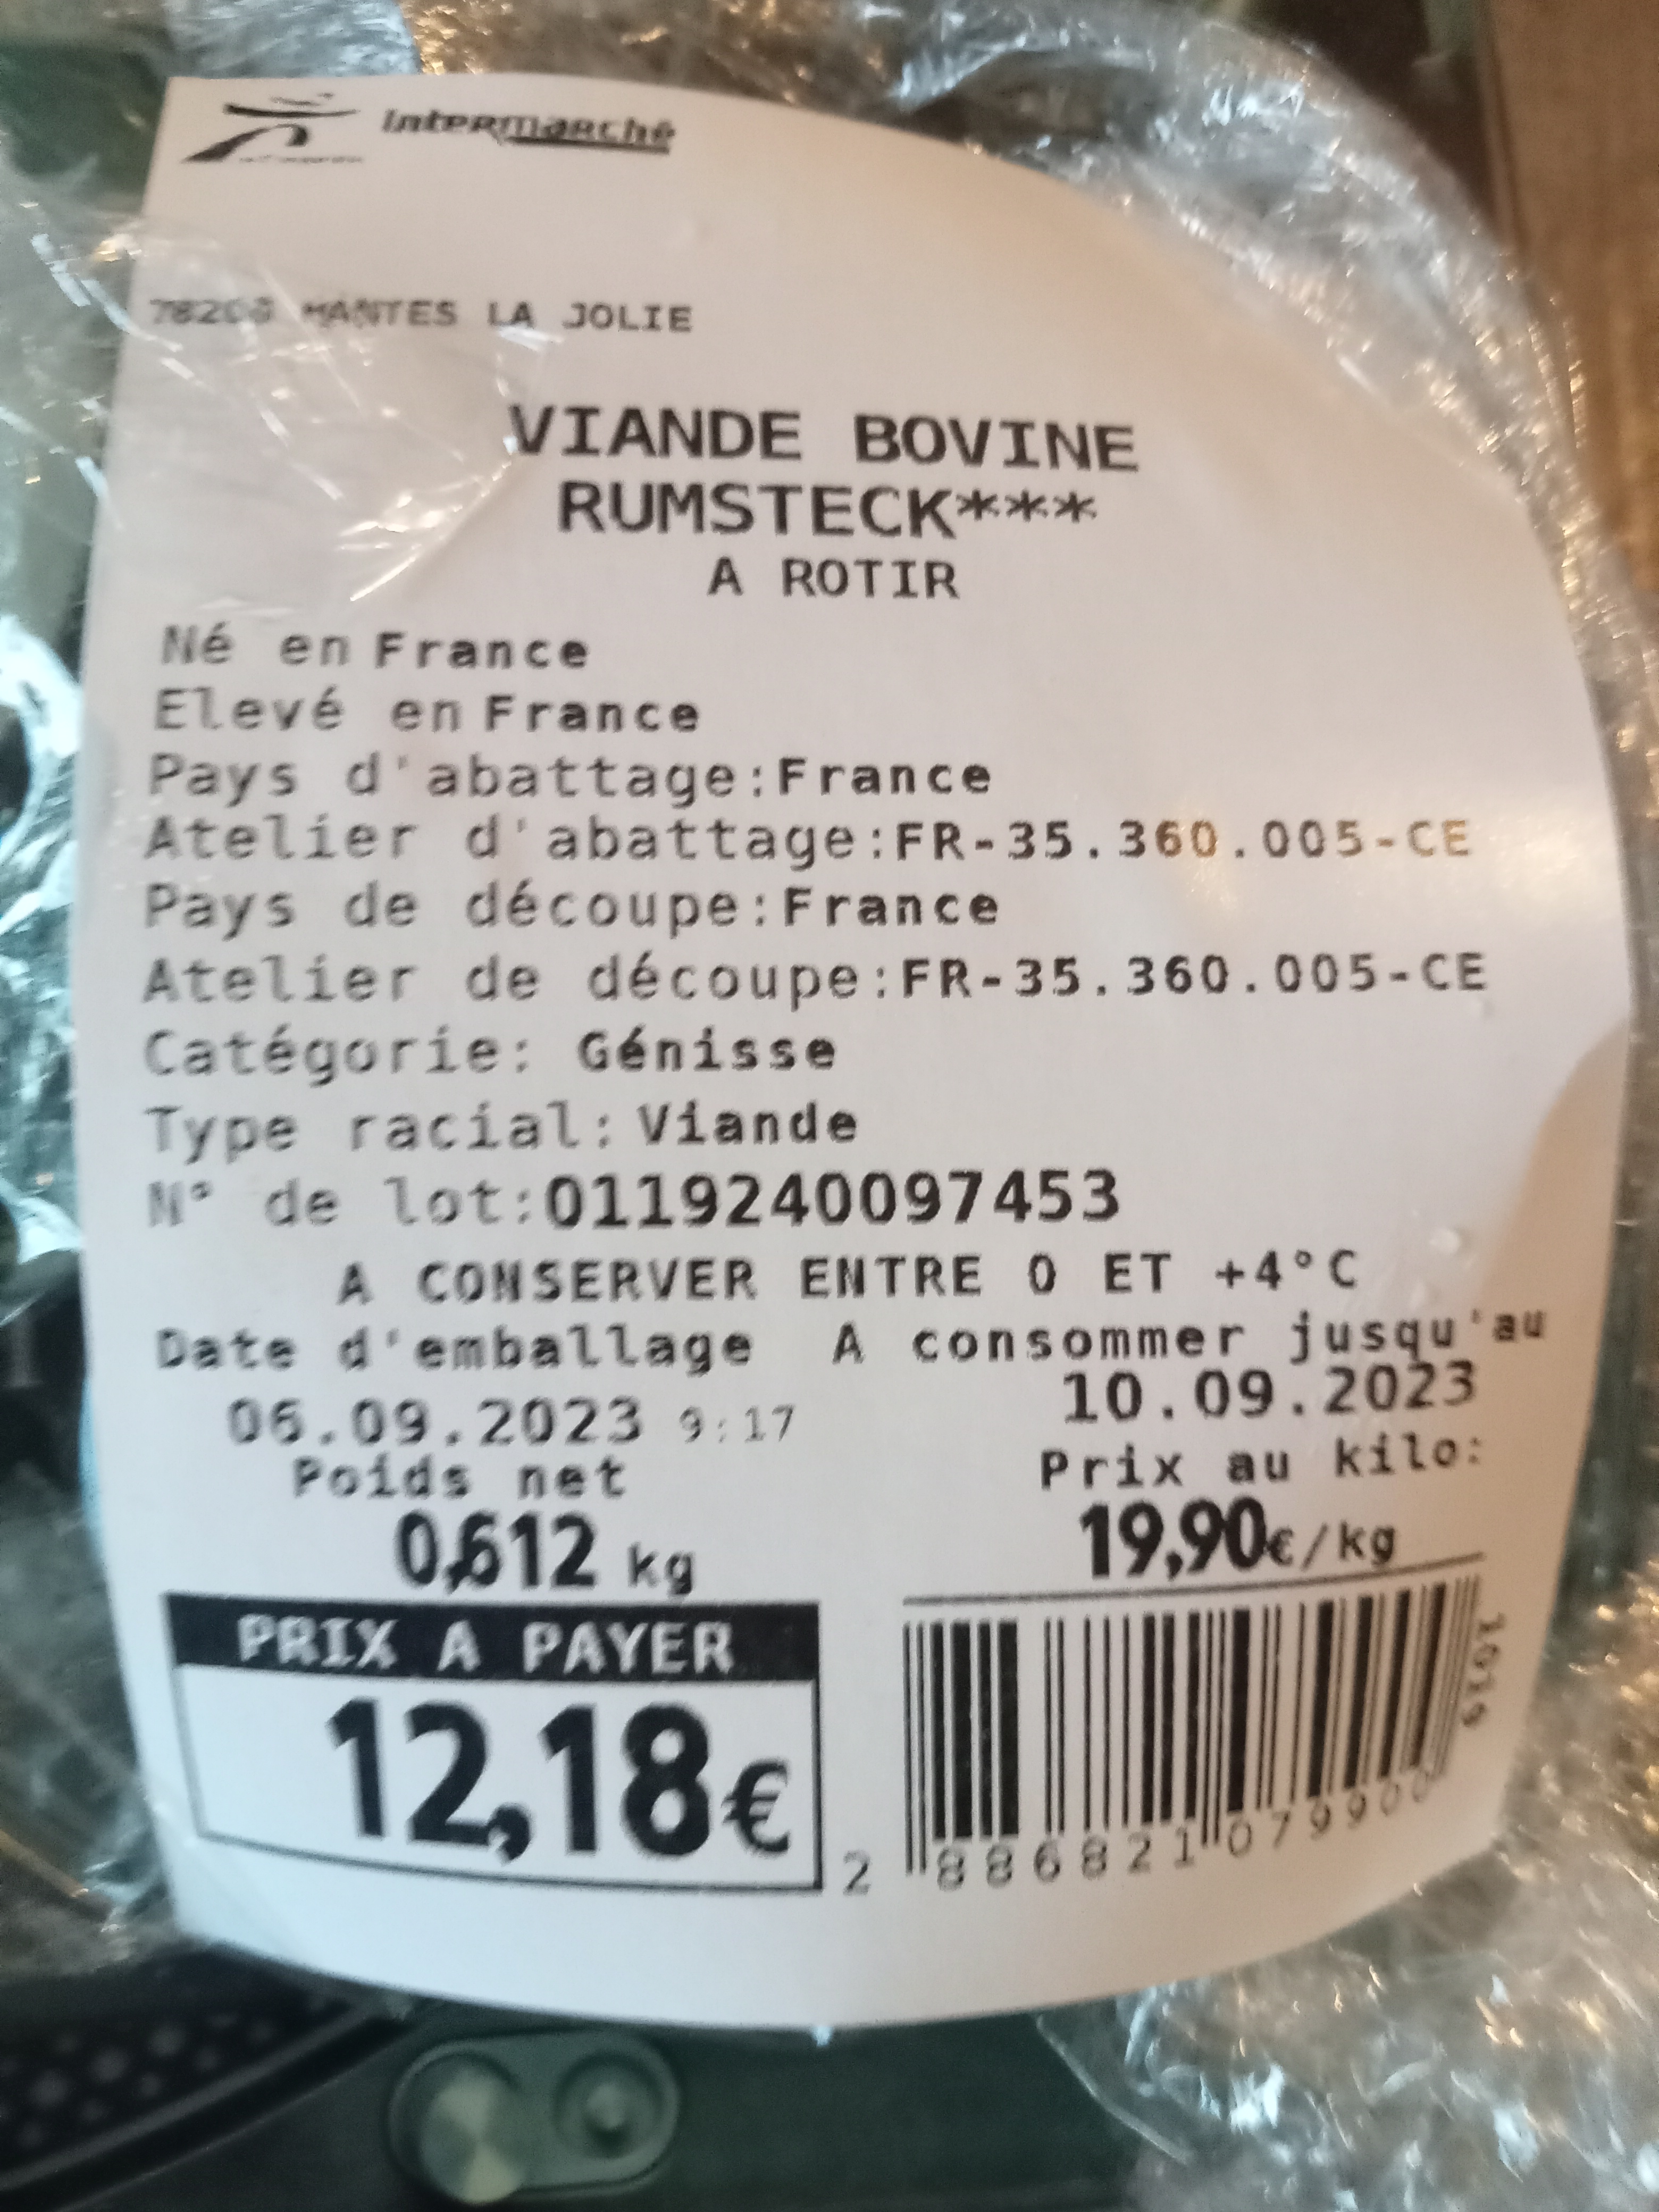 Intermarché
78200 MANTES LA JOLIE
VIANDE BOVINE
RUMSTECK***
A ROTIR
Né en France
Elevé en France
Pays d'abattage:France
Atelier d'abattage:FR-35.360.005-CE
Pays de découpe:France
Atelier de découpe:FR-35.360.005-CE
Catégorie: Génisse
Type racial: Viande
N° de lot:0119240097453
A CONSERVER ENTRE 0 ET +4°C
Date d'emballage A consommer jusqu'au
06.09.2023 9:17 10.09.2023
Poids net Prix au kilo:
0,612 kg 19,90€/kg
PRIX A PAYER
12,18€
2 886821 079900
1019